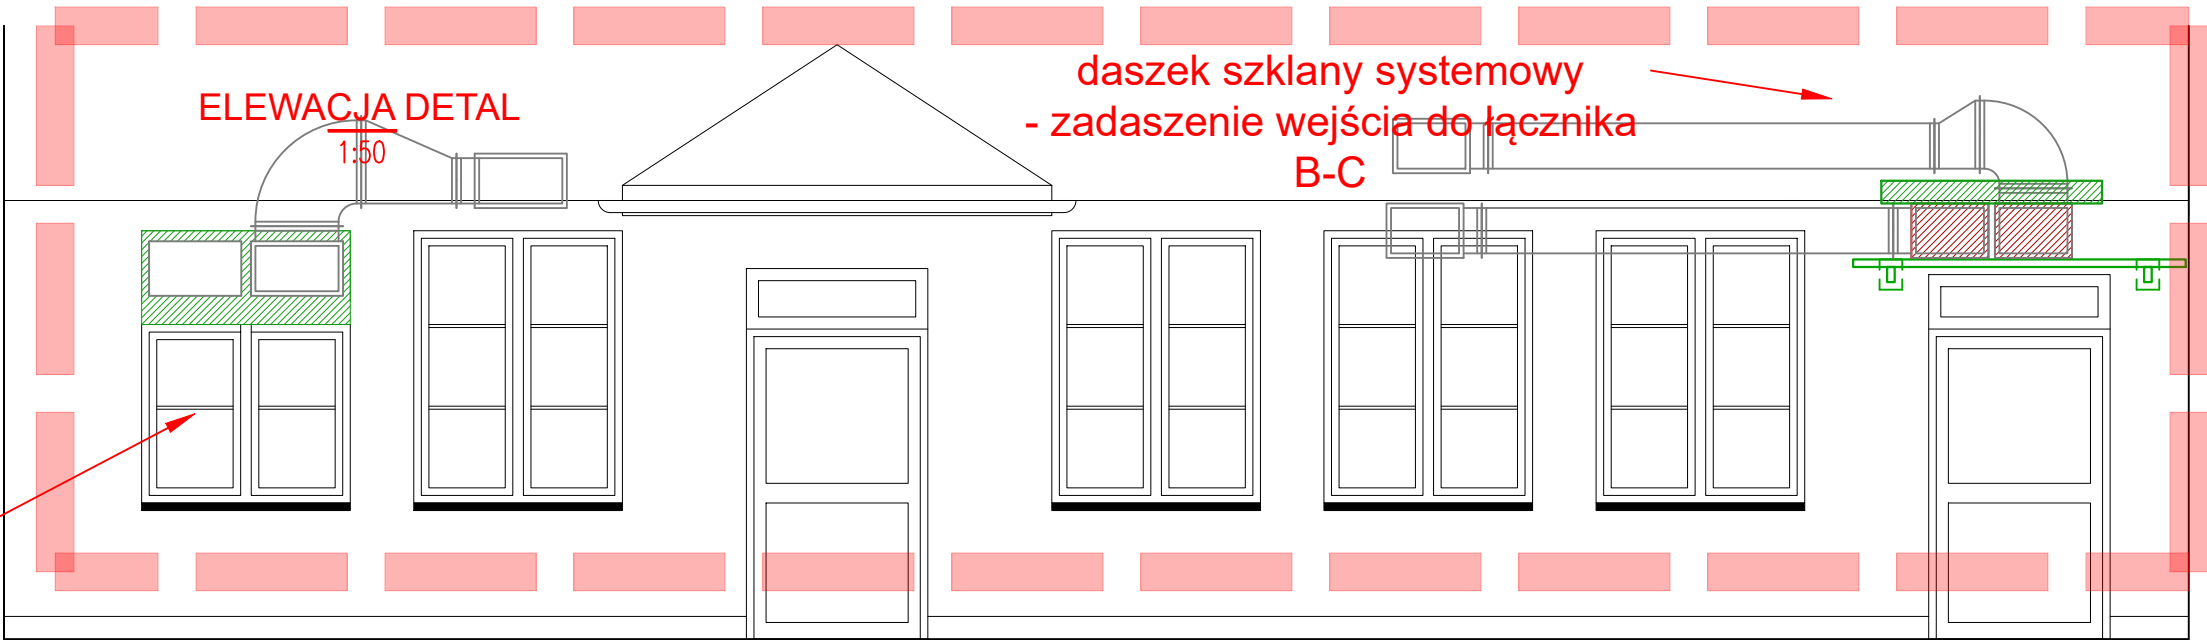 ELEWACJA DETAL
1:50
daszek szklany systemowy
- zadaszenie wejścia do łącznika
B-C